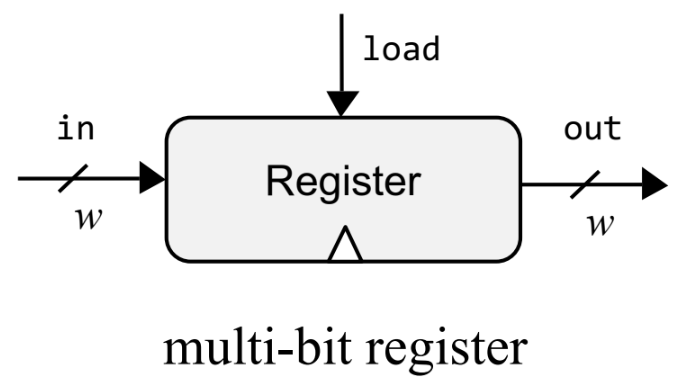 load
in
out
Register
w
w
multi-bit register